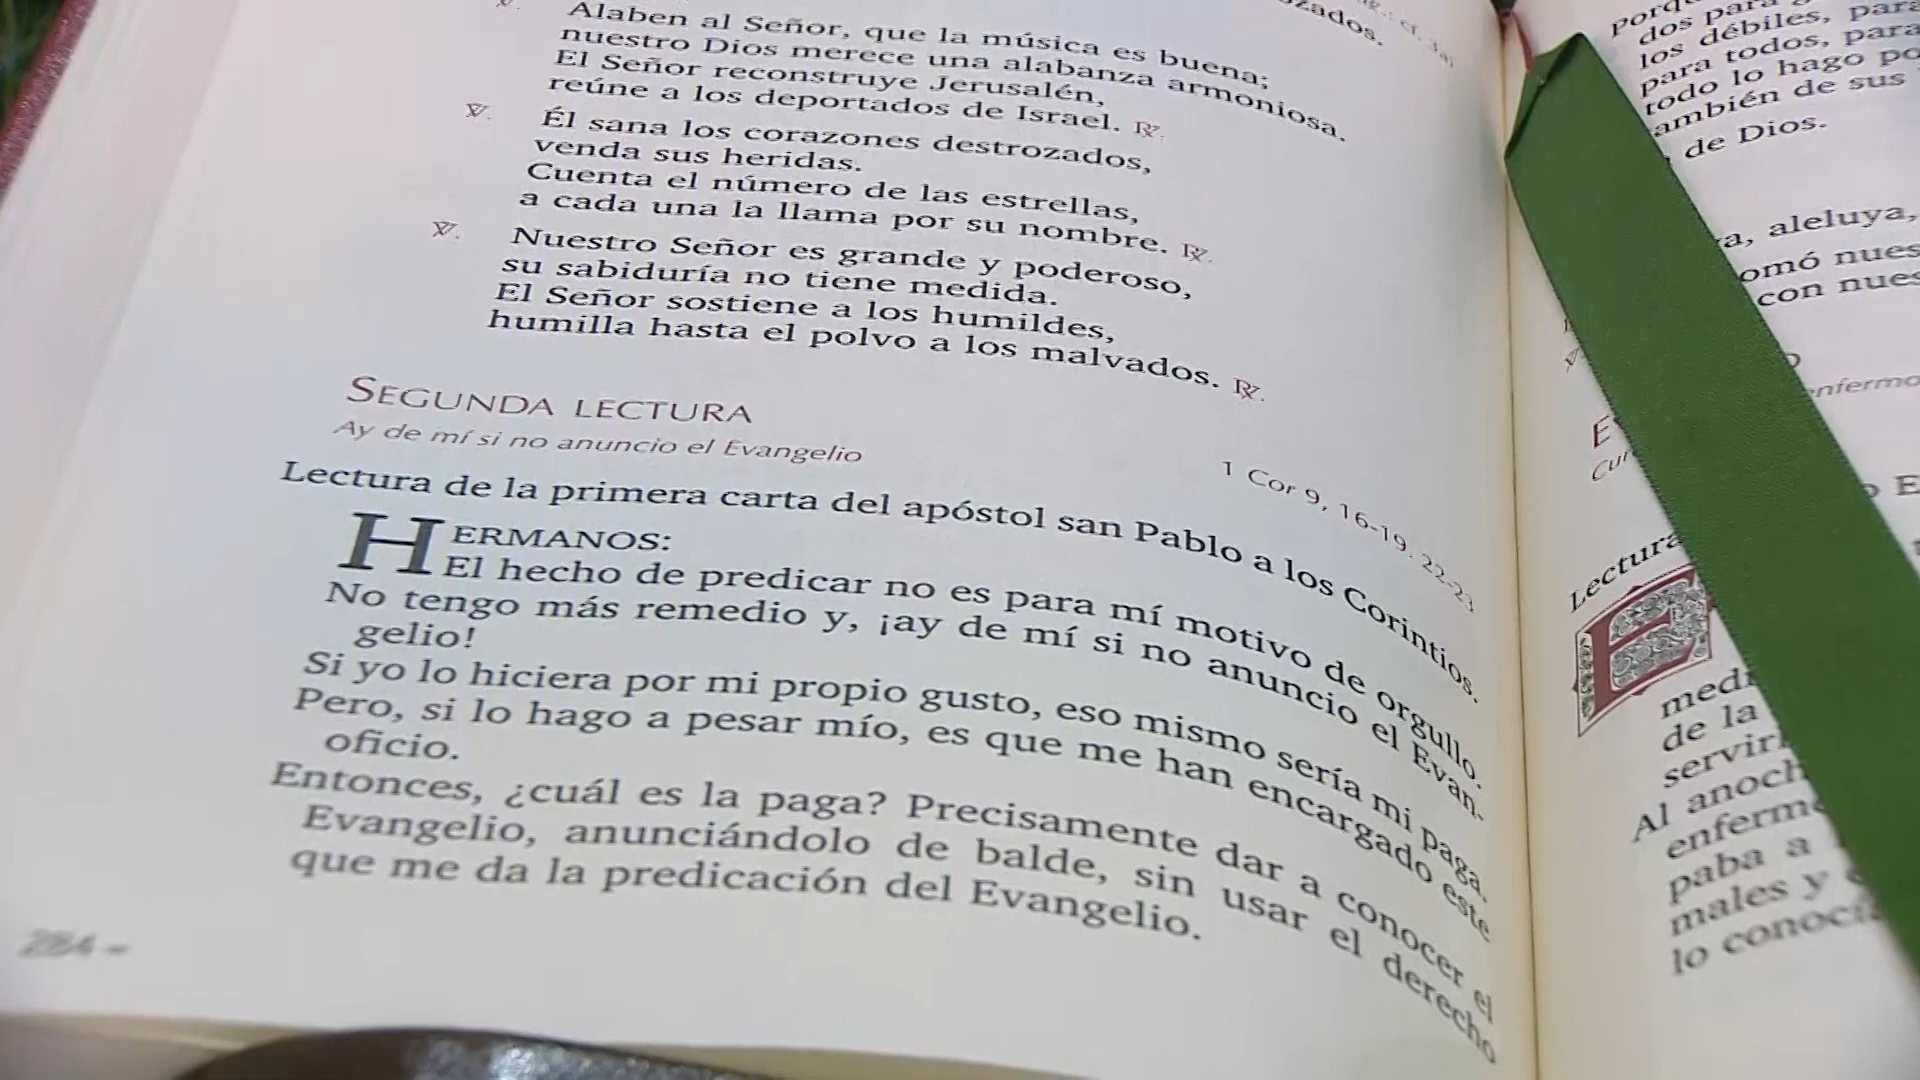 ozados.
℣. Alaben al Señor, que la música es buena;
nuestro Dios merece una alabanza armoniosa.
El Señor reconstruye Jerusalén,
reúne a los deportados de Israel. ℟.
℣. Él sana los corazones destrozados,
venda sus heridas.
Cuenta el número de las estrellas,
a cada una la llama por su nombre. ℟.
℣. Nuestro Señor es grande y poderoso,
su sabiduría no tiene medida.
El Señor sostiene a los humildes,
humilla hasta el polvo a los malvados. ℟.
SEGUNDA LECTURA
Ay de mí si no anuncio el Evangelio
1 Cor 9, 16-19. 22-23
Lectura de la primera carta del apóstol san Pablo a los Corintios.
HERMANOS:
El hecho de predicar no es para mí motivo de orgullo.
No tengo más remedio y, ¡ay de mí si no anuncio el Evan-
gelio!
Si yo lo hiciera por mi propio gusto, eso mismo sería mi paga.
Pero, si lo hago a pesar mío, es que me han encargado este
oficio.
Entonces, ¿cuál es la paga? Precisamente dar a conocer el
Evangelio, anunciándolo de balde, sin usar el derecho
que me da la predicación del Evangelio.
284
dos para
los débiles, para
para todos, para
todo lo hago po
ambién de sus
de Dios.
a, aleluya,
omó nues
con nues
enferm
Lectura
E
medi
de la
servir
Al anoch
enferm
paba a
males y
lo conocí